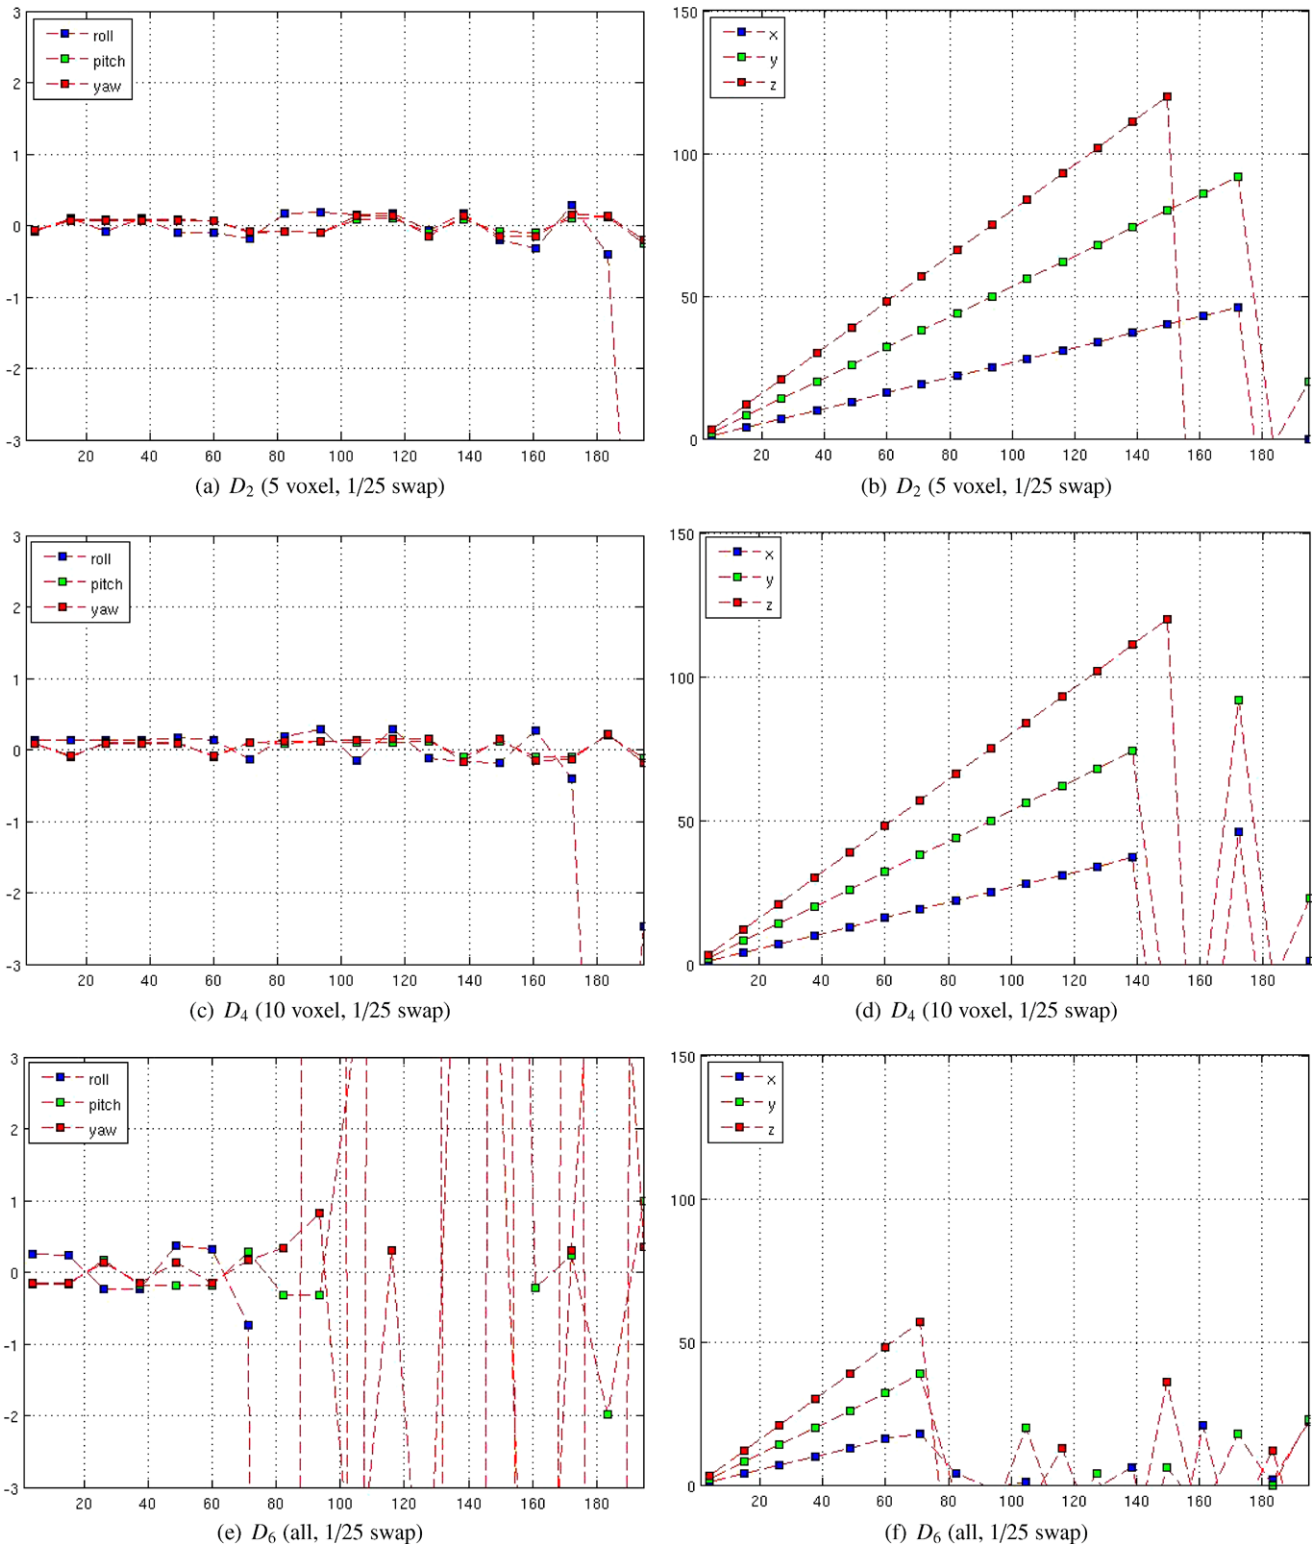 3
2
1
0
-1
-2
-3
roll
pitch
yaw
20 40 60 80 100 120 140 160 180
(a) D2 (5 voxel, 1/25 swap)
150
100
50
0
x
y
z
20 40 60 80 100 120 140 160 180
(b) D2 (5 voxel, 1/25 swap)
3
2
1
0
-1
-2
-3
roll
pitch
yaw
20 40 60 80 100 120 140 160 180
(c) D4 (10 voxel, 1/25 swap)
150
100
50
0
x
y
z
20 40 60 80 100 120 140 160 180
(d) D4 (10 voxel, 1/25 swap)
3
2
1
0
-1
-2
-3
roll
pitch
yaw
20 40 60 80 100 120 140 160 180
(e) D6 (all, 1/25 swap)
150
100
50
0
x
y
z
20 40 60 80 100 120 140 160 180
(f) D6 (all, 1/25 swap)